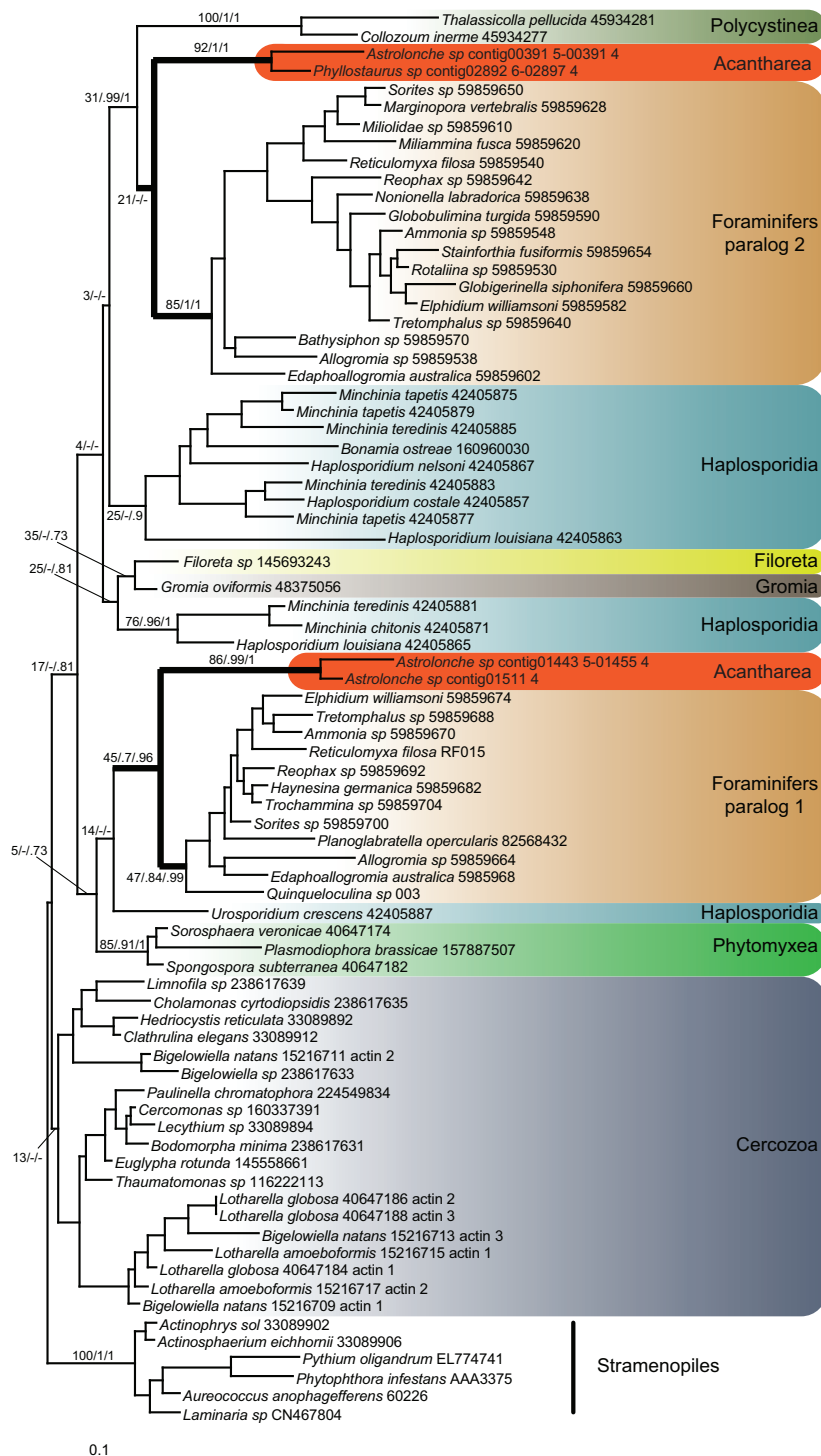 100/1/1
Thalassicolla pellucida 45934281
Collozoum inerme 45934277
Polycystinea
92/1/1
Astrolonche sp contig00391 5-00391 4
Phyllostaurus sp contig02892 6-02897 4
Acantharea
31/.99/1
21/-/-
Sorites sp 59859650
Marginopora vertebralis 59859628
Miliolidae sp 59859610
Miliammina fusca 59859620
Reticulomyxa filosa 59859540
Reophax sp 59859642
Nonionella labradorica 59859638
Globobulimina turgida 59859590
Ammonia sp 59859548
Stainforthia fusiformis 59859654
Rotaliina sp 59859530
Globigerinella siphonifera 59859660
Elphidium williamsoni 59859582
Tretomphalus sp 59859640
Foraminifers
paralog 2
3/-/-
85/1/1
Bathysiphon sp 59859570
Allogromia sp 59859538
Edaphoallogromia australica 59859602
Minchinia tapetis 42405875
Minchinia tapetis 42405879
Minchinia teredinis 42405885
Bonamia ostreae 160960030
Haplosporidium nelsoni 42405867
Minchinia teredinis 42405883
Haplosporidium costale 42405857
Minchinia tapetis 42405877
Haplosporidium louisiana 42405863
Haplosporidia
4/-/-
25/-/.9
35/-/.73
25/-/.81
Filoreta sp 145693243
Filoreta
Gromia oviformis 48375056
Gromia
76/.96/1
Minchinia teredinis 42405881
Minchinia chitonis 42405871
Haplosporidium louisiana 42405865
Haplosporidia
17/-/.81
86/.99/1
Astrolonche sp contig01443 5-01455 4
Astrolonche sp contig01511 4
Acantharea
45/.7/.96
Elphidium williamsoni 59859674
Tretomphalus sp 59859688
Ammonia sp 59859670
Reticulomyxa filosa RF015
Reophax sp 59859692
Haynesina germanica 59859682
Trochammina sp 59859704
Sorites sp 59859700
Planoglabratella opercularis 82568432
Allogromia sp 59859664
Edaphoallogromia australica 5985968
Quinqueloculina sp 003
Foraminifers
paralog 1
14/-/-
5/-/.73
47/.84/.99
Urosporidium crescens 42405887
Haplosporidia
85/.91/1
Sorosphaera veronicae 40647174
Plasmodiophora brassicae 157887507
Spongospora subterranea 40647182
Phytomyxea
Limnofila sp 238617639
Cholamonas cyrtodiopsidis 238617635
Hedriocystis reticulata 33089892
Clathrulina elegans 33089912
Bigelowiella natans 15216711 actin 2
Bigelowiella sp 238617633
Paulinella chromatophora 224549834
Cercomonas sp 160337391
Lecythium sp 33089894
Bodomorpha minima 238617631
Euglypha rotunda 145558661
Thaumatomonas sp 116222113
Lotharella globosa 40647186 actin 2
Lotharella globosa 40647188 actin 3
Bigelowiella natans 15216713 actin 3
Lotharella amoeboformis 15216715 actin 1
Lotharella globosa 40647184 actin 1
Lotharella amoeboformis 15216717 actin 2
Bigelowiella natans 15216709 actin 1
Cercozoa
13/-/-
100/1/1
Actinophrys sol 33089902
Actinosphaerium eichhornii 33089906
Pythium oligandrum EL774741
Phytophthora infestans AAA3375
Aureococcus anophagefferens 60226
Laminaria sp CN467804
Stramenopiles
0.1